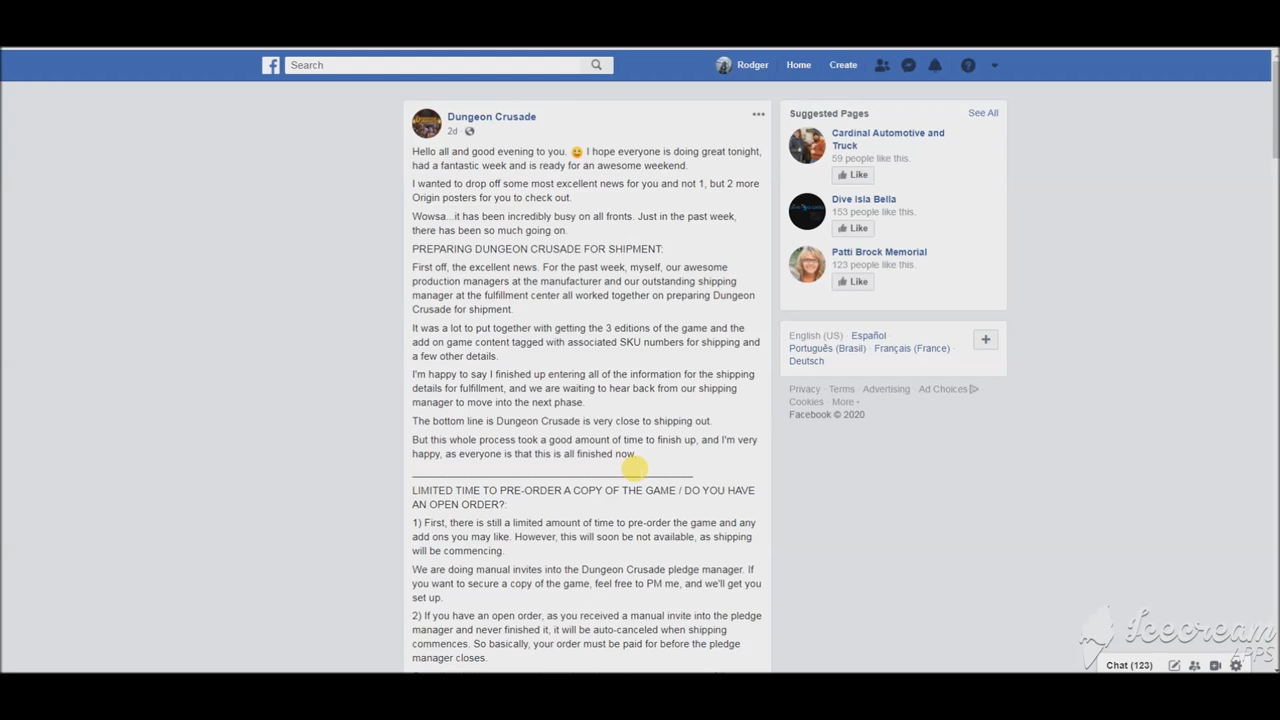 Search
Rodger
Home
Create
Dungeon Crusade
2d
Hello all and good evening to you. I hope everyone is doing great tonight,
had a fantastic week and is ready for an awesome weekend.
I wanted to drop off some most excellent news for you and not 1, but 2 more
Origin posters for you to check out.
Wowsa...it has been incredibly busy on all fronts. Just in the past week,
there has been so much going on.
PREPARING DUNGEON CRUSADE FOR SHIPMENT:
First off, the excellent news. For the past week, myself, our awesome
production managers at the manufacturer and our outstanding shipping
manager at the fulfillment center all worked together on preparing Dungeon
Crusade for shipment.
It was a lot to put together with getting the 3 editions of the game and the
add on game content tagged with associated SKU numbers for shipping and
a few other details.
I'm happy to say I finished up entering all of the information for the shipping
details for fulfillment, and we are waiting to hear back from our shipping
manager to move into the next phase.
The bottom line is Dungeon Crusade is very close to shipping out.
But this whole process took a good amount of time to finish up, and I'm very
happy, as everyone is that this is all finished now.
LIMITED TIME TO PRE-ORDER A COPY OF THE GAME / DO YOU HAVE
AN OPEN ORDER?:
1) First, there is still a limited amount of time to pre-order the game and any
add ons you may like. However, this will soon be not available, as shipping
will be commencing.
We are doing manual invites into the Dungeon Crusade pledge manager. If
you want to secure a copy of the game, feel free to PM me, and we'll get you
set up.
2) If you have an open order, as you received a manual invite into the pledge
manager and never finished it, it will be auto-canceled when shipping
commences. So basically, your order must be paid for before the pledge
manager closes.
Suggested Pages
See All
Cardinal Automotive and
Truck
59 people like this.
Like
Dive Isla Bella
153 people like this.
Like
Patti Brock Memorial
123 people like this.
Like
English (US) · Español ·
Português (Brasil) · Français (France) ·
Deutsch
Privacy · Terms · Advertising · Ad Choices ·
Cookies · More
Facebook © 2020
Icecream
APPS
Chat (123)